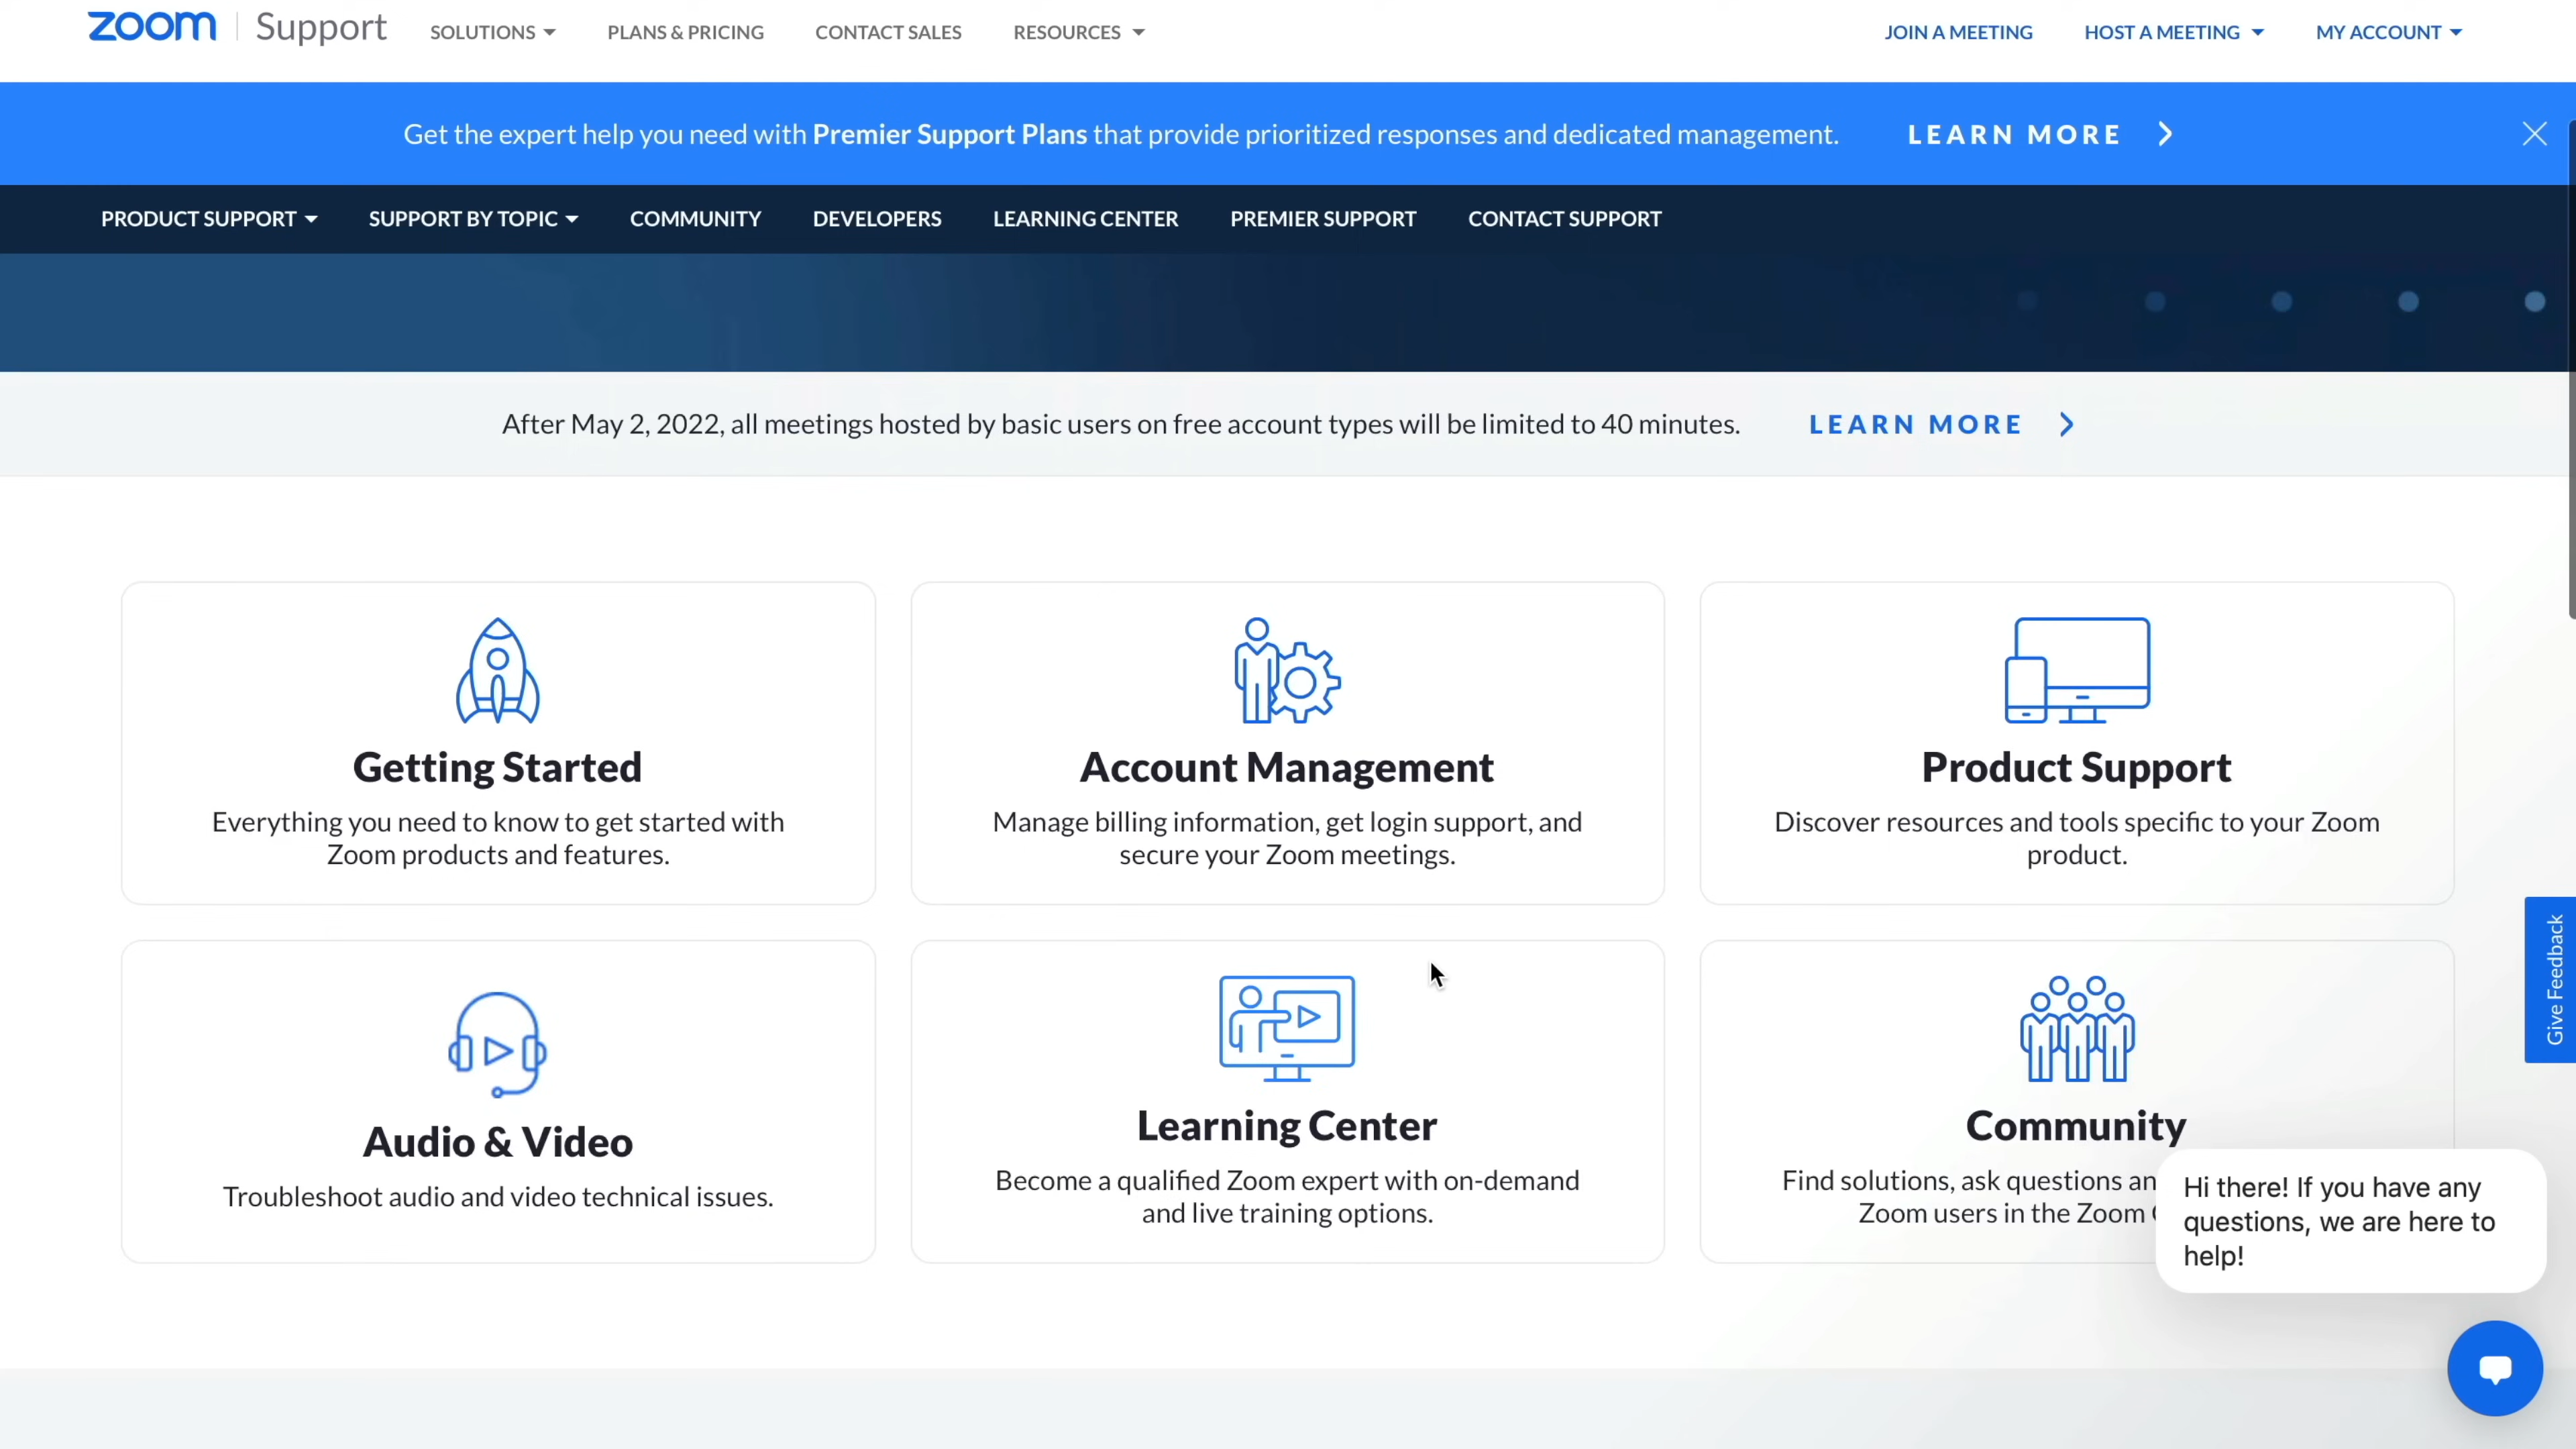 zoom Support SOLUTIONS PLANS & PRICING CONTACT SALES RESOURCES JOIN A MEETING HOST A MEETING MY ACCOUNT
Get the expert help you need with Premier Support Plans that provide prioritized responses and dedicated management. LEARN MORE
PRODUCT SUPPORT SUPPORT BY TOPIC COMMUNITY DEVELOPERS LEARNING CENTER PREMIER SUPPORT CONTACT SUPPORT
After May 2, 2022, all meetings hosted by basic users on free account types will be limited to 40 minutes. LEARN MORE
Getting Started
Everything you need to know to get started with
Zoom products and features.
Account Management
Manage billing information, get login support, and
secure your Zoom meetings.
Product Support
Discover resources and tools specific to your Zoom
product.
Audio & Video
Troubleshoot audio and video technical issues.
Learning Center
Become a qualified Zoom expert with on-demand
and live training options.
Community
Find solutions, ask questions an
Zoom users in the Zoom
Give Feedback
Hi there! If you have any
questions, we are here to
help!